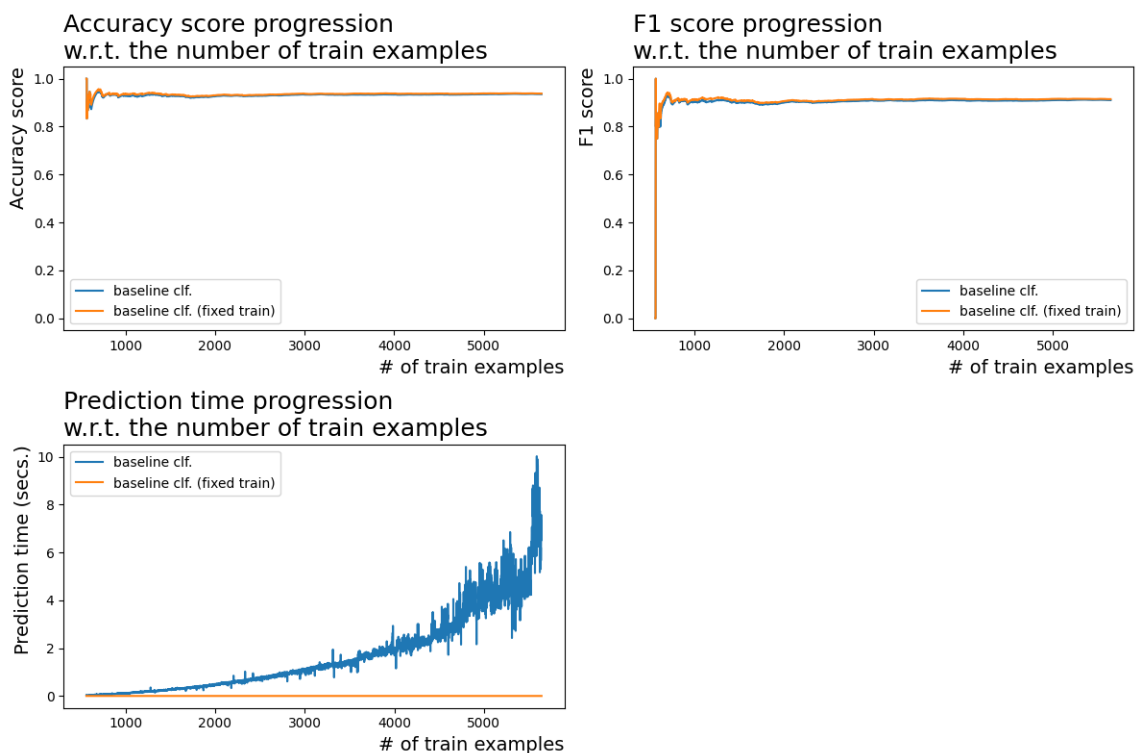 Accuracy score progression
w.r.t. the number of train examples
Accuracy score
1.0
0.8
0.6
0.4
0.2
0.0
baseline clf.
baseline clf. (fixed train)
1000 2000 3000 4000 5000
# of train examples
F1 score progression
w.r.t. the number of train examples
F1 score
1.0
0.8
0.6
0.4
0.2
0.0
baseline clf.
baseline clf. (fixed train)
1000 2000 3000 4000 5000
# of train examples
Prediction time progression
w.r.t. the number of train examples
Prediction time (secs.)
10
8
6
4
2
0
baseline clf.
baseline clf. (fixed train)
1000 2000 3000 4000 5000
# of train examples